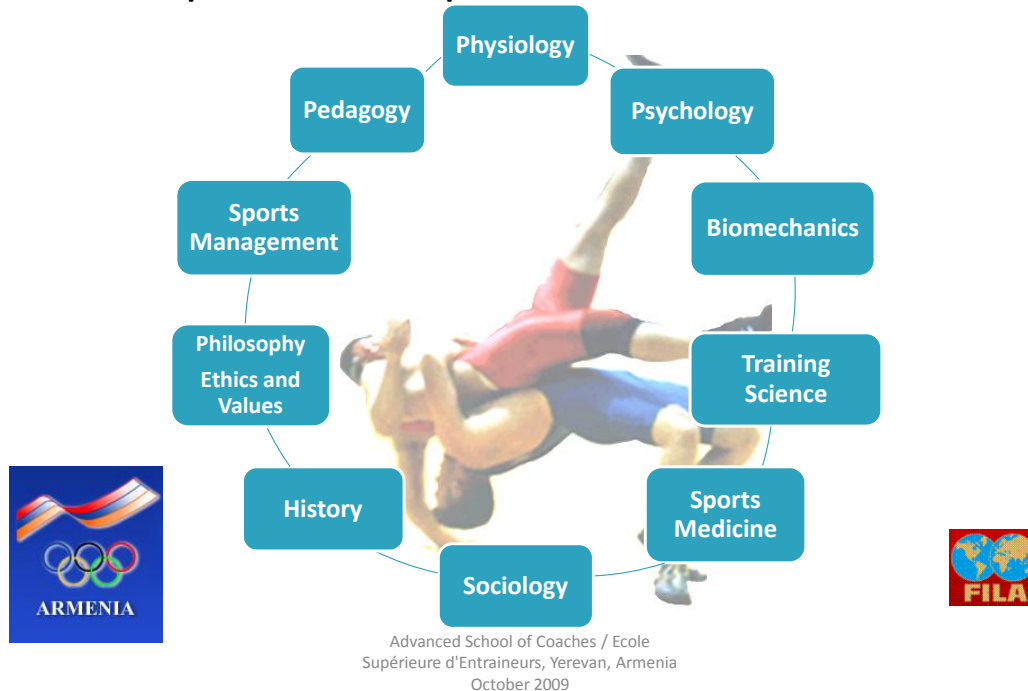 Physiology
Psychology
Biomechanics
Training
Science
Sports
Medicine
Sociology
History
Philosophy
Ethics and
Values
Sports
Management
Pedagogy
ARMENIA
FILA
Advanced School of Coaches / Ecole
Supérieure d'Entraineurs, Yerevan, Armenia
October 2009